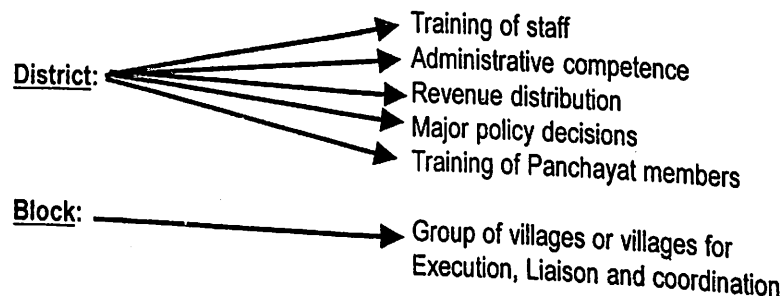 Training of staff
Administrative competence
District:
Revenue distribution
Major policy decisions
Training of Panchayat members
Block:
Group of villages or villages for
Execution, Liaison and coordination